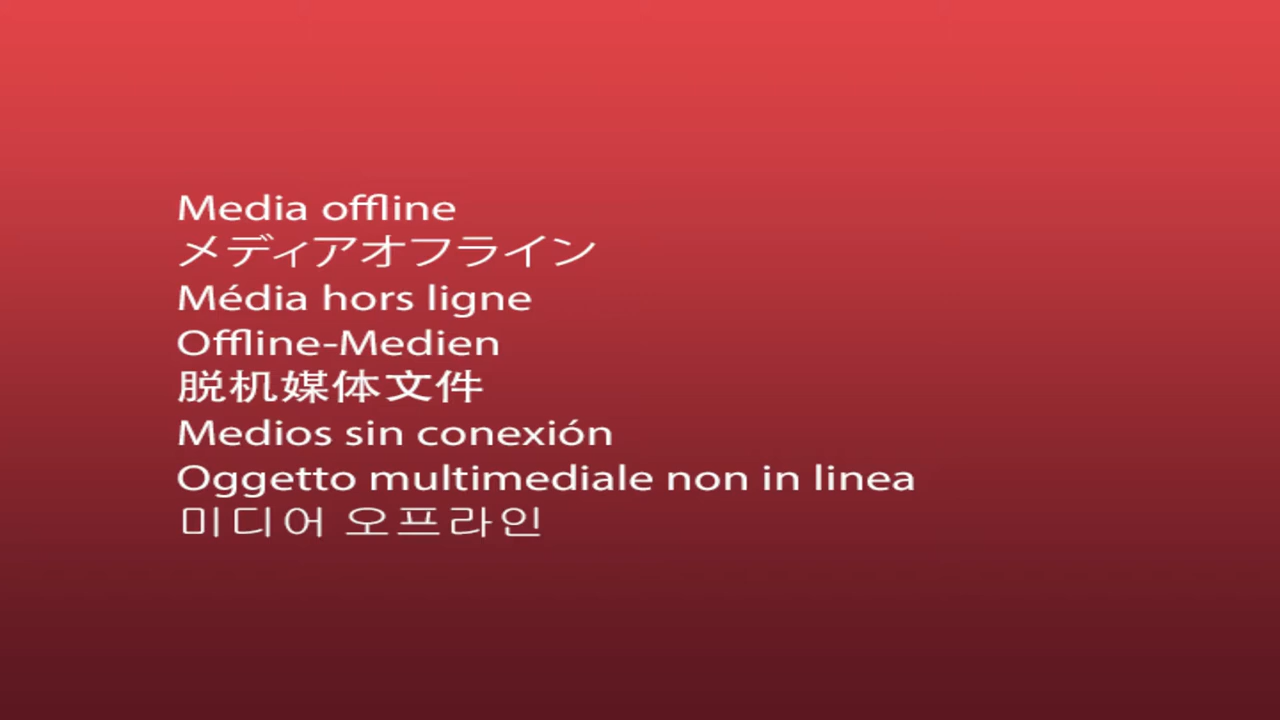 Media offline
メディアオフライン
Média hors ligne
Offline-Medien
脱机媒体文件
Medios sin conexión
Oggetto multimediale non in linea
미디어 오프라인